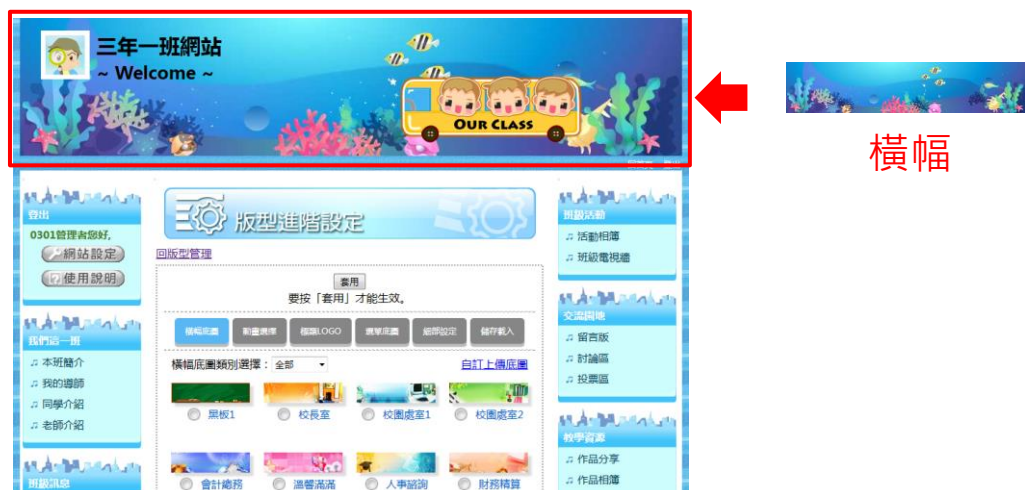 三年一班網站
~ Welcome ~
OUR CLASS
橫幅
登出
0301管理者您好,
網站設定
使用說明
我們這一班
♫ 本班簡介
♫ 我的導師
♫ 同學介紹
♫ 老師介紹
班級訊息
版型進階設定
回版型管理
套用
要按「套用」才能生效。
橫幅底圖 動畫選擇 標題LOGO 選單底圖 細部設定 儲存載入
橫幅底圖類別選擇：全部 自訂上傳底圖
黑板1 校長室 校園處室1 校園處室2
會計總務 溫馨滿滿 人事諮詢 財務精算
班級活動
♫ 活動相簿
♫ 班級電視牆
交流園地
♫ 留言版
♫ 討論區
♫ 投票區
教學資源
♫ 作品分享
♫ 作品相簿